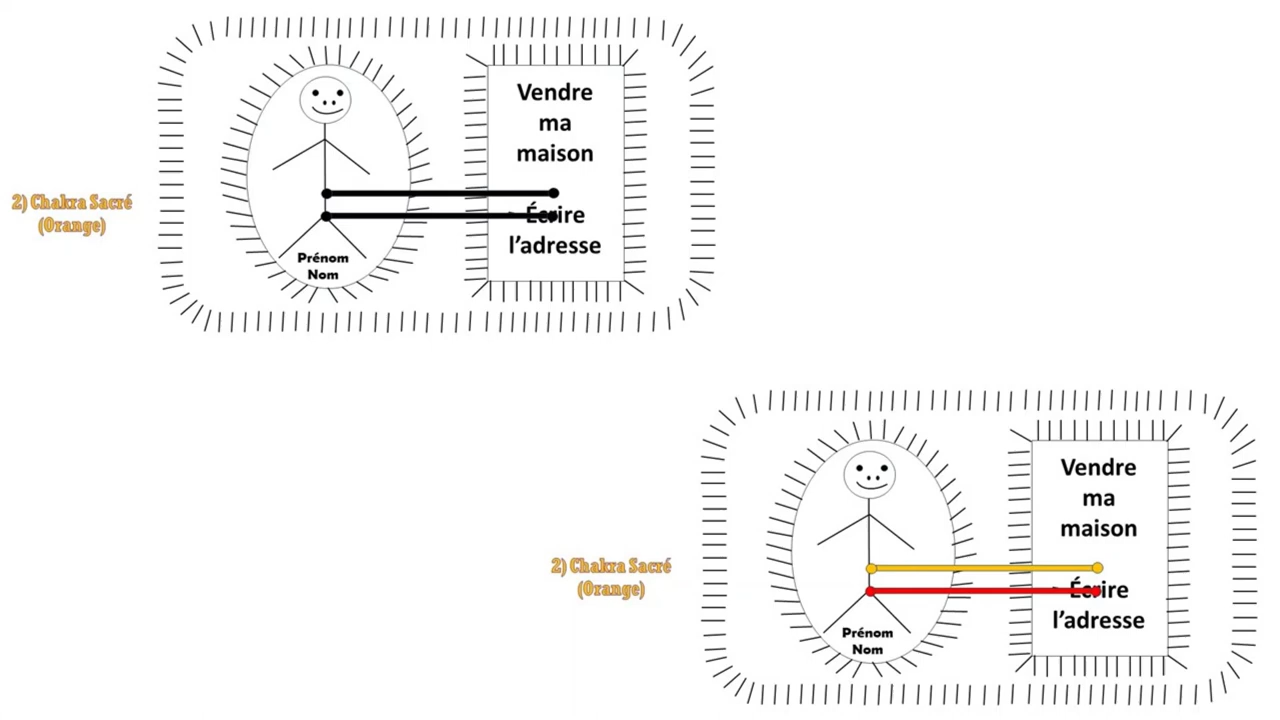 Vendre
ma
maison
Écrire
l’adresse
2) Chakra Sacré
(Orange)
Prénom
Nom
Vendre
ma
maison
Écrire
l’adresse
2) Chakra Sacré
(Orange)
Prénom
Nom